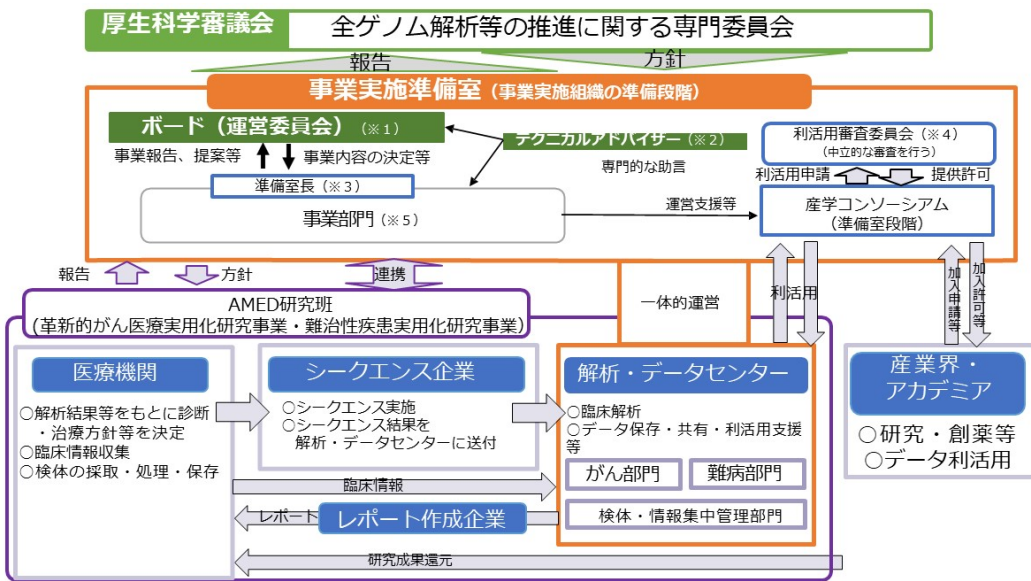 厚生科学審議会
全ゲノム解析等の推進に関する専門委員会
報告
方針
事業実施準備室（事業実施組織の準備段階）
ボード（運営委員会）（※１）
テクニカルアドバイザー（※２）
利活用審査委員会（※４）
（中立的な審査を行う）
事業報告、提案等
事業内容の決定等
専門的な助言
利活用申請
提供許可
準備室長（※３）
事業部門（※５）
運営支援等
産学コンソーシアム
（準備室段階）
報告
方針
連携
一体的運営
利活用
加入申請等
加入許可等
AMED研究班
（革新的がん医療実用化研究事業・難治性疾患実用化研究事業）
医療機関
○解析結果等をもとに診断
・治療方針等を決定
○臨床情報収集
○検体の採取・処理・保存
シークエンス企業
○シークエンス実施
○シークエンス結果を
解析・データセンターに送付
解析・データセンター
○臨床解析
○データ保存・共有・利活用支援
等
がん部門
難病部門
検体・情報集中管理部門
産業界・
アカデミア
○研究・創薬等
○データ利活用
臨床情報
レポート
レポート作成企業
研究成果還元